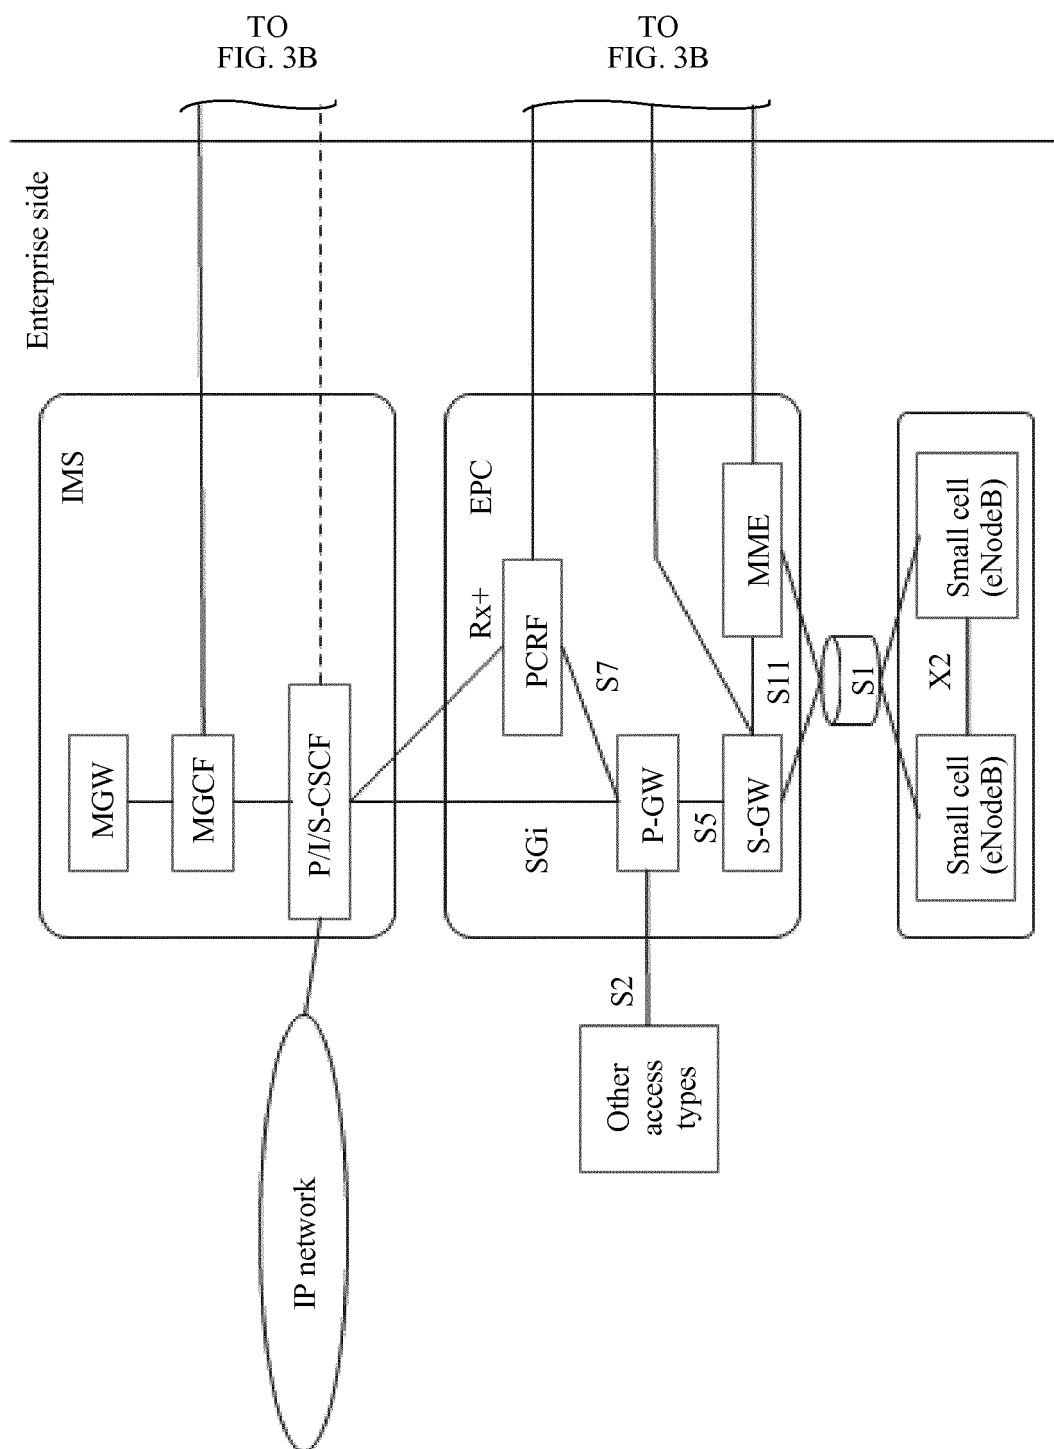 TO
FIG. 3B
TO
FIG. 3B
Enterprise side
IMS
MGW
MGCF
P/I/S-CSCF
IP network
EPC
Rx+
PCRF
S7
SGi
P-GW
S5
S-GW
S11
MME
S2
Other
access
types
S1
Small cell
(eNodeB)
X2
Small cell
(eNodeB)